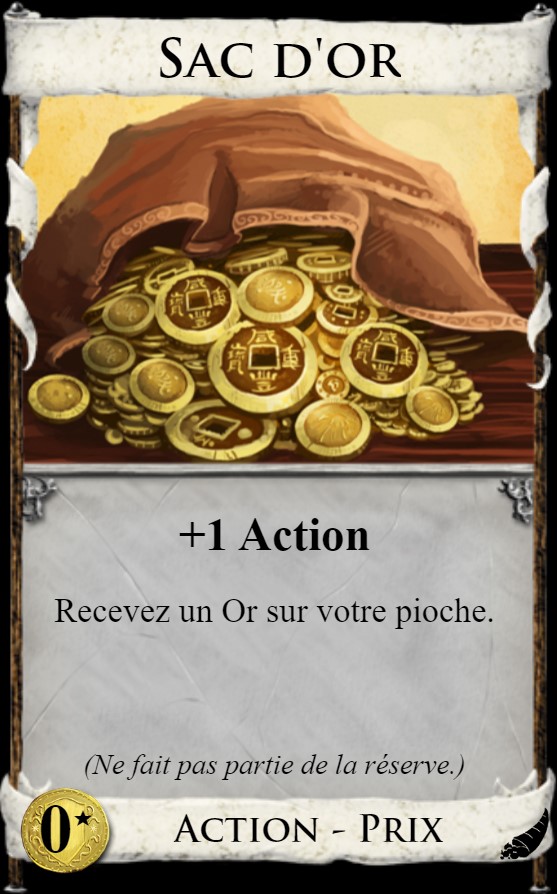 Sac d'or
+1 Action
Recevez un Or sur votre pioche.
(Ne fait pas partie de la réserve.)
0*
Action - Prix